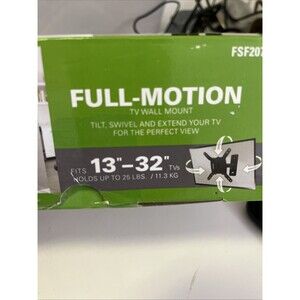 FSF207
FULL-MOTION
TV WALL MOUNT
TILT, SWIVEL AND EXTEND YOUR TV
FOR THE PERFECT VIEW
FITS 13"–32" TVs
HOLDS UP TO 25 LBS. / 11.3 KG